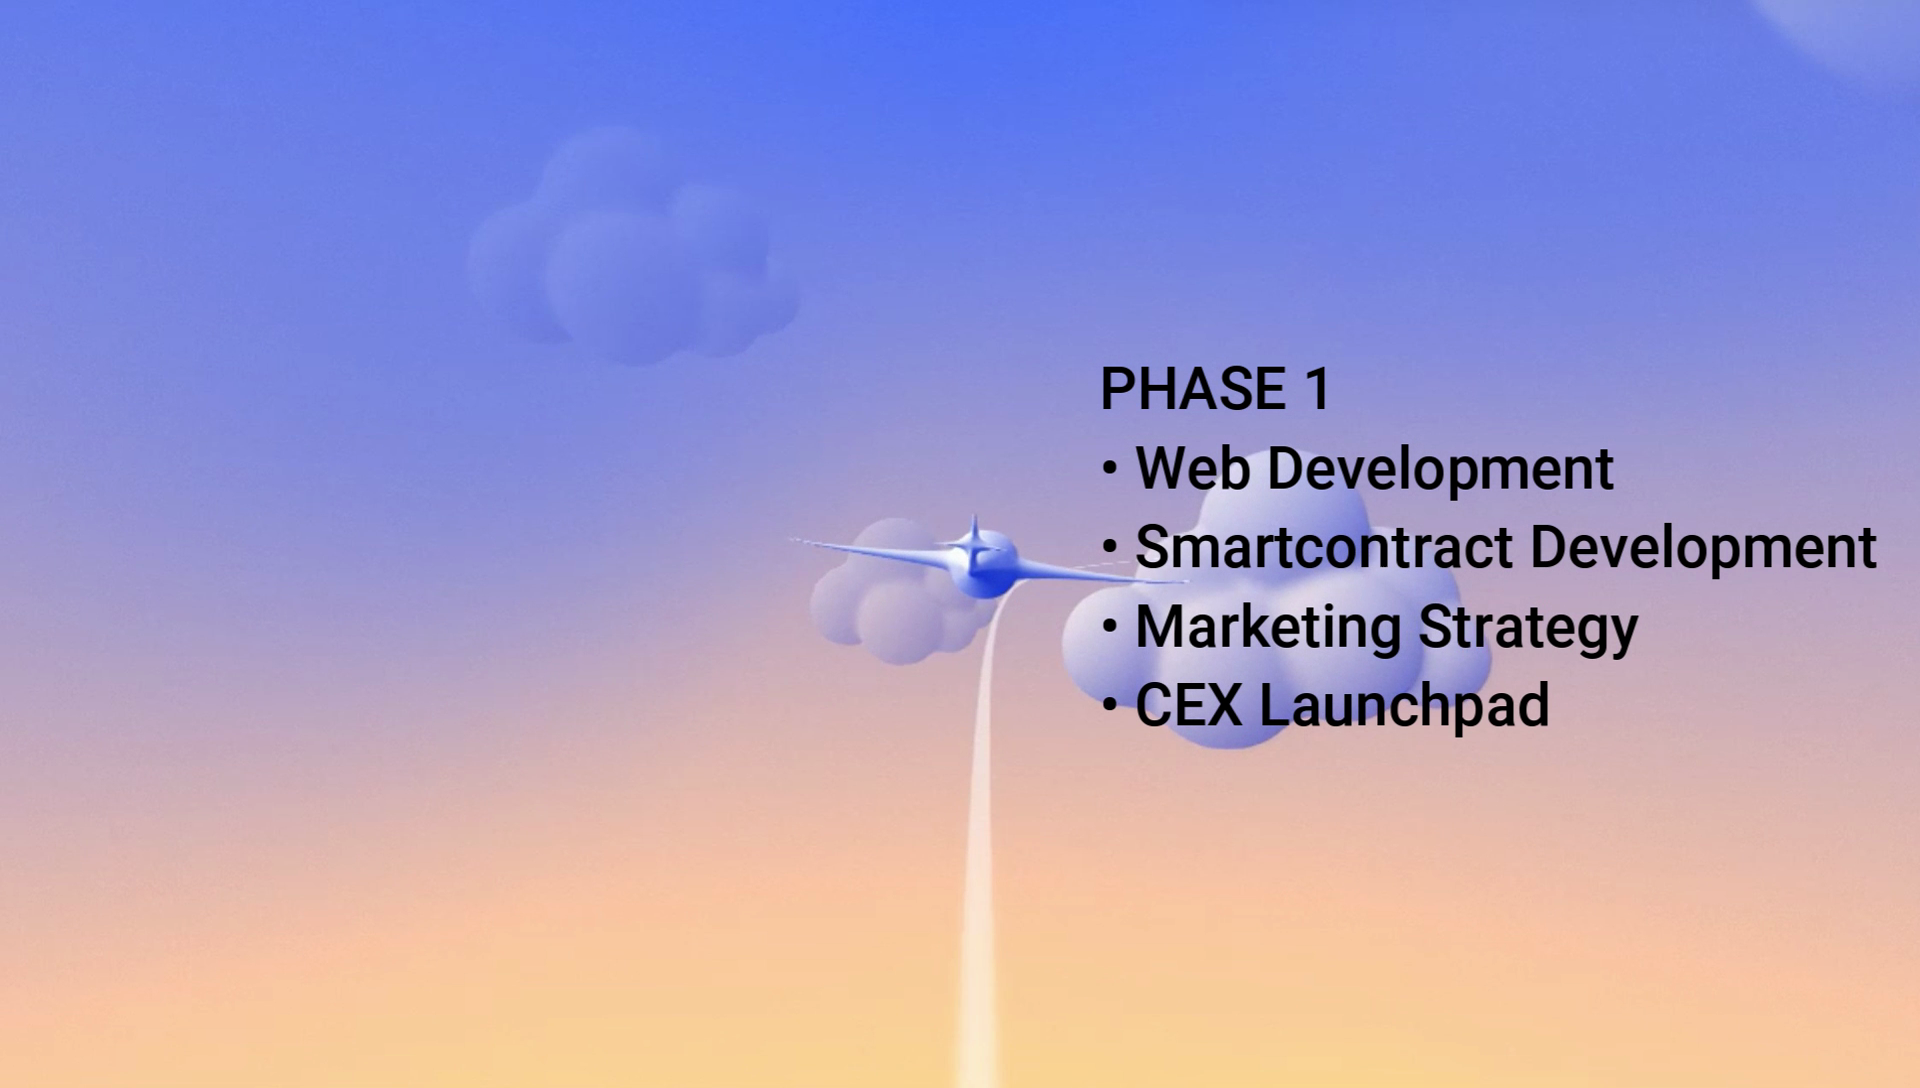 PHASE 1
• Web Development
• Smartcontract Development
• Marketing Strategy
• CEX Launchpad